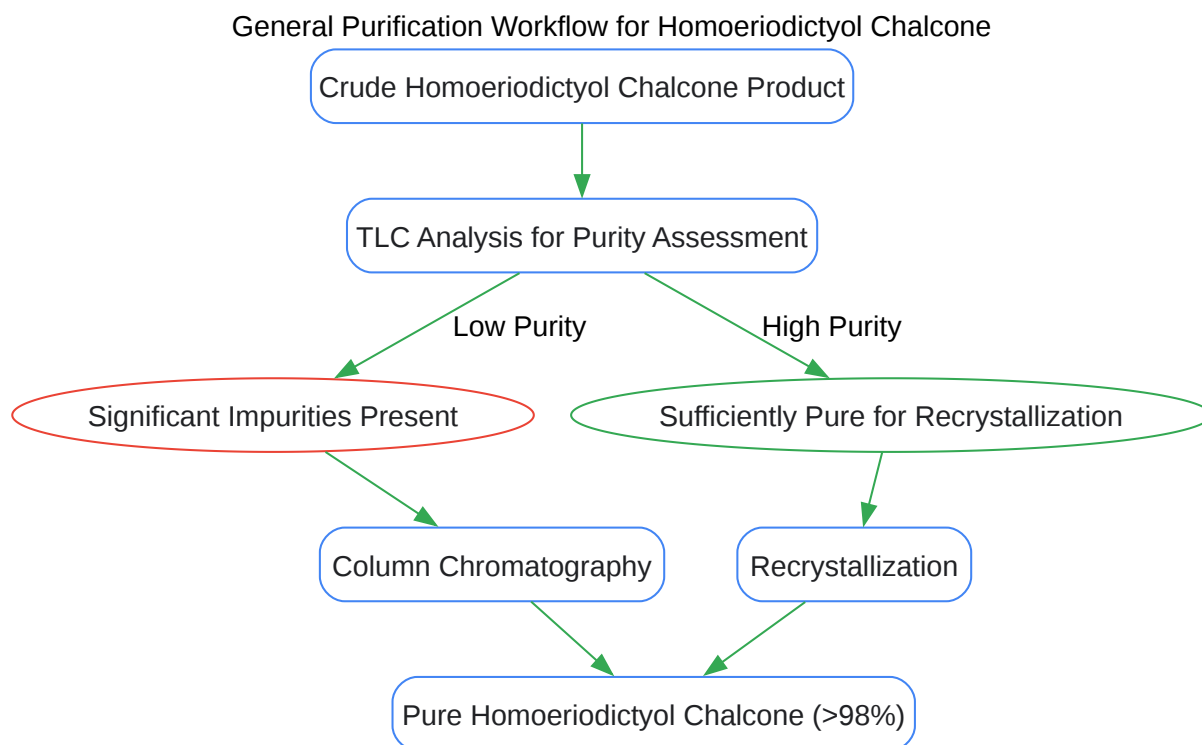 General Purification Workflow for Homoeriodictyol Chalcone
Crude Homoeriodictyol Chalcone Product
TLC Analysis for Purity Assessment
Low Purity
High Purity
Significant Impurities Present
Sufficiently Pure for Recrystallization
Column Chromatography
Recrystallization
Pure Homoeriodictyol Chalcone (>98%)